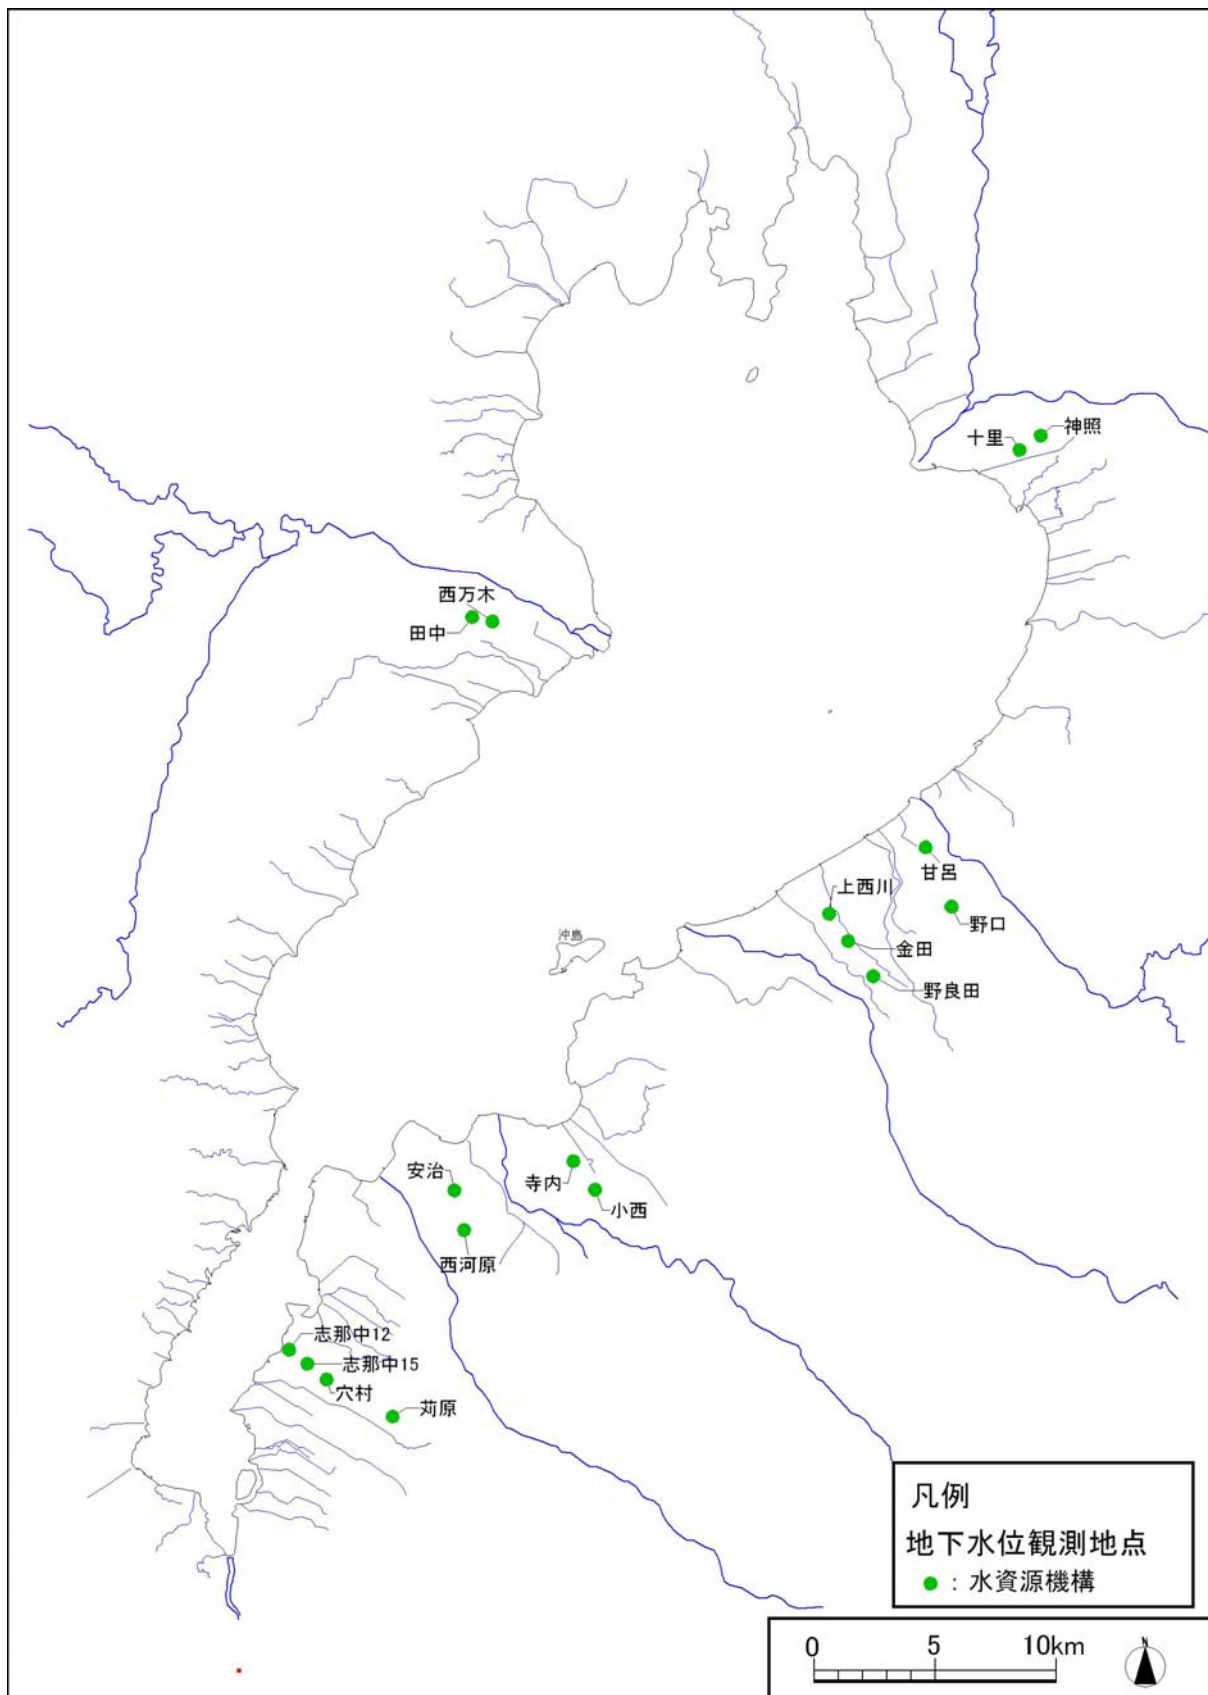 神照
十里
西万木
田中
甘呂
上西川
野口
沖島
金田
野良田
安治
寺内
小西
西河原
志那中12
志那中15
穴村
苅原
凡例
地下水位観測地点
：水資源機構
0 5 10km
N